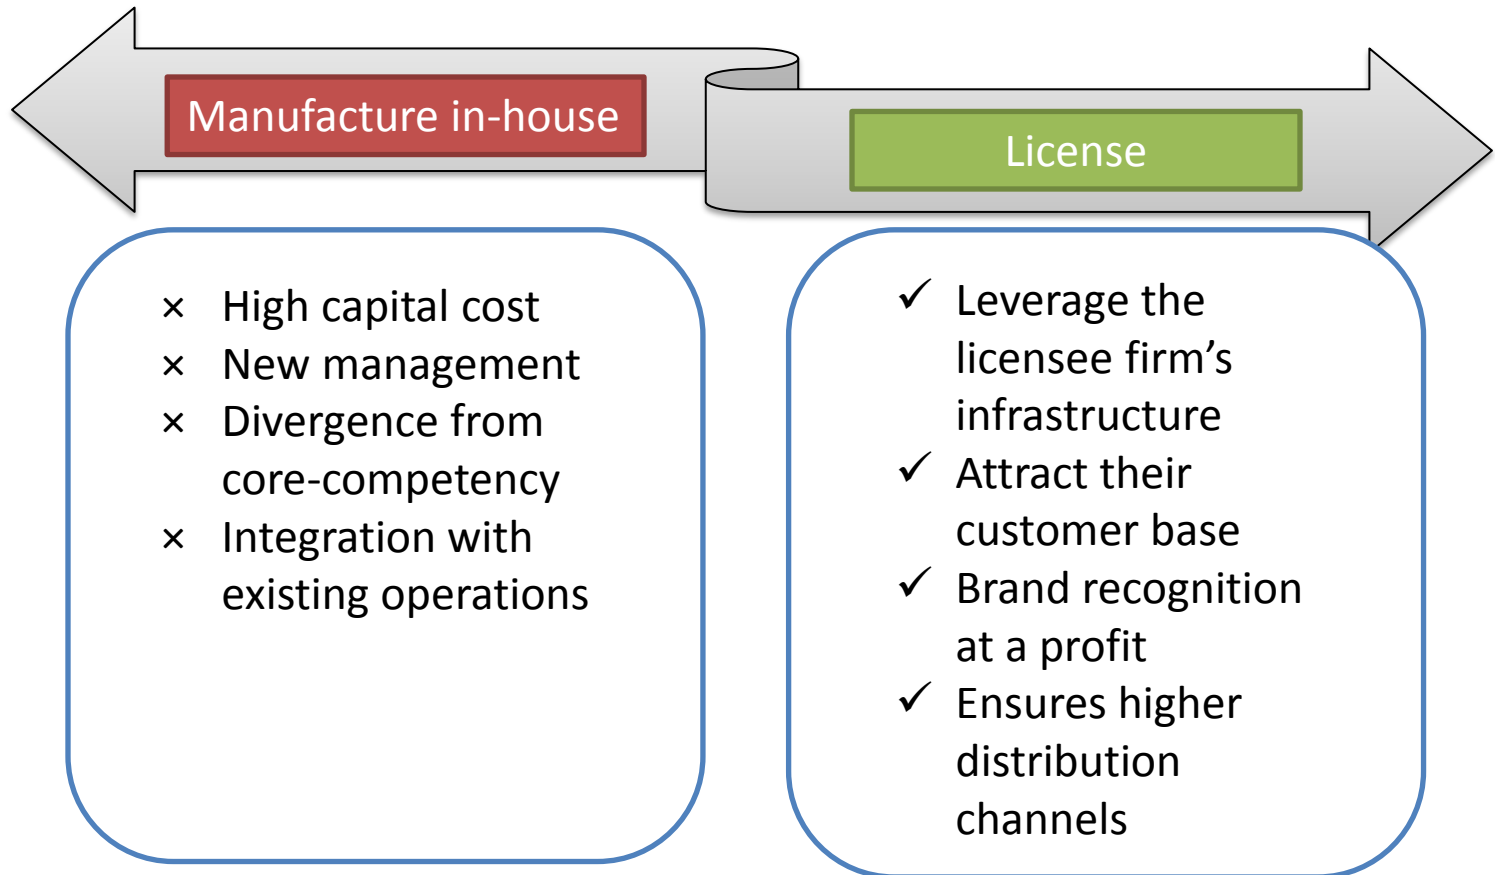 Manufacture in-house
License
× High capital cost
× New management
× Divergence from
core-competency
× Integration with
existing operations
✓ Leverage the
licensee firm’s
infrastructure
✓ Attract their
customer base
✓ Brand recognition
at a profit
✓ Ensures higher
distribution
channels